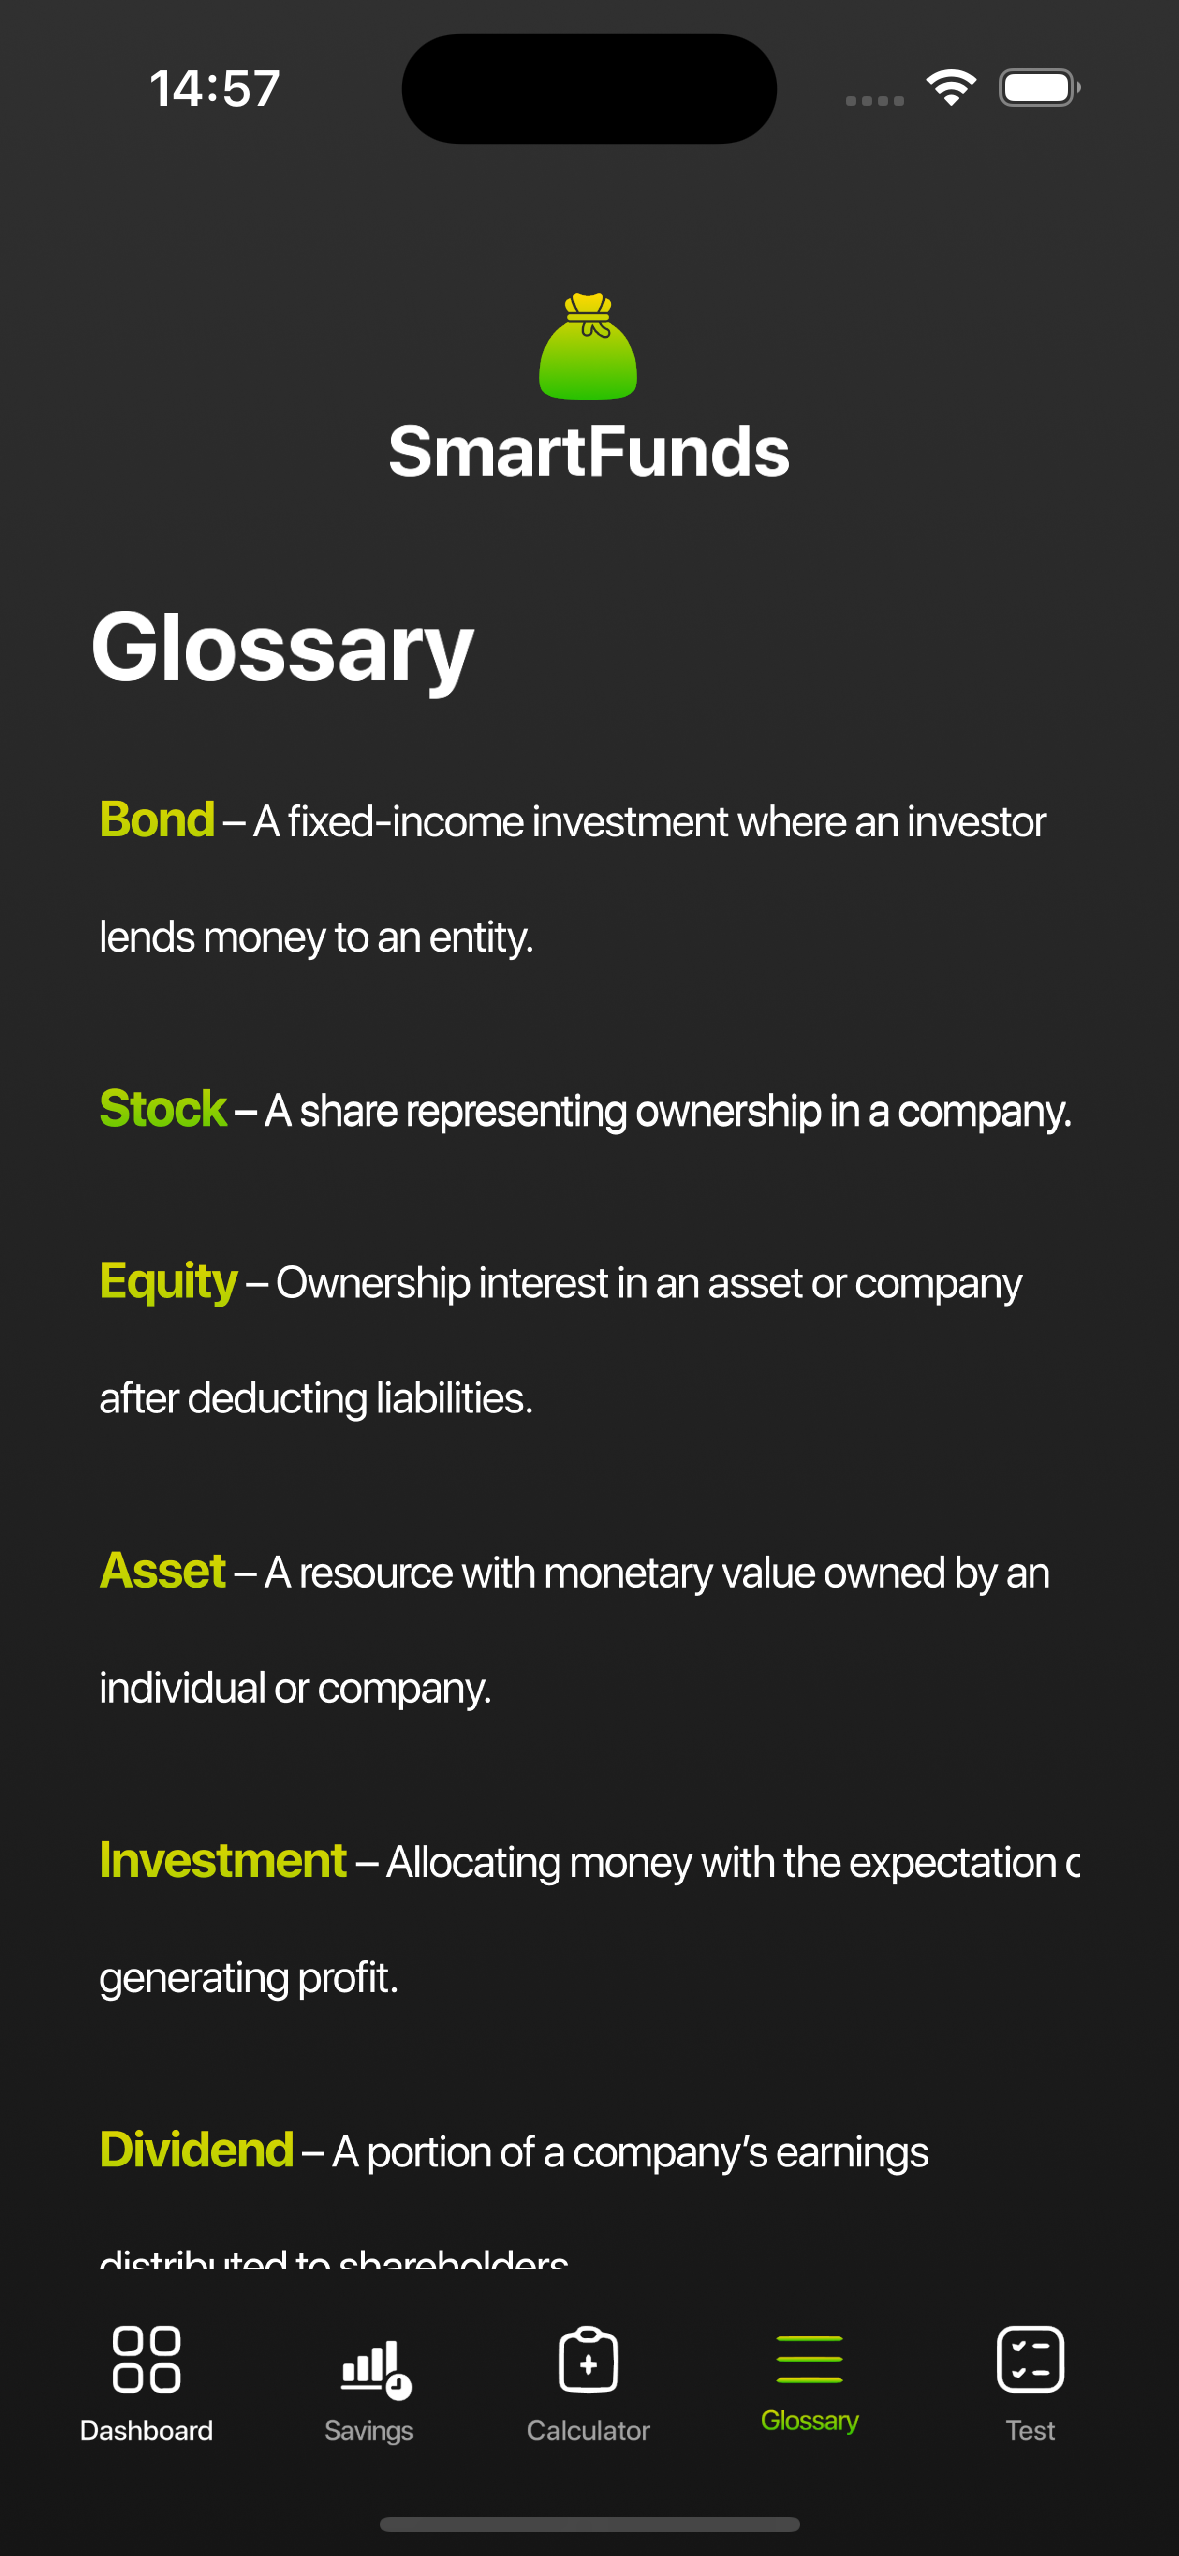 14:57
SmartFunds
Glossary
Bond – A fixed-income investment where an investor
lends money to an entity.
Stock – A share representing ownership in a company.
Equity – Ownership interest in an asset or company
after deducting liabilities.
Asset – A resource with monetary value owned by an
individual or company.
Investment – Allocating money with the expectation
generating profit.
Dividend – A portion of a company’s earnings
distributed to shareholders
Dashboard
Savings
Calculator
Glossary
Test